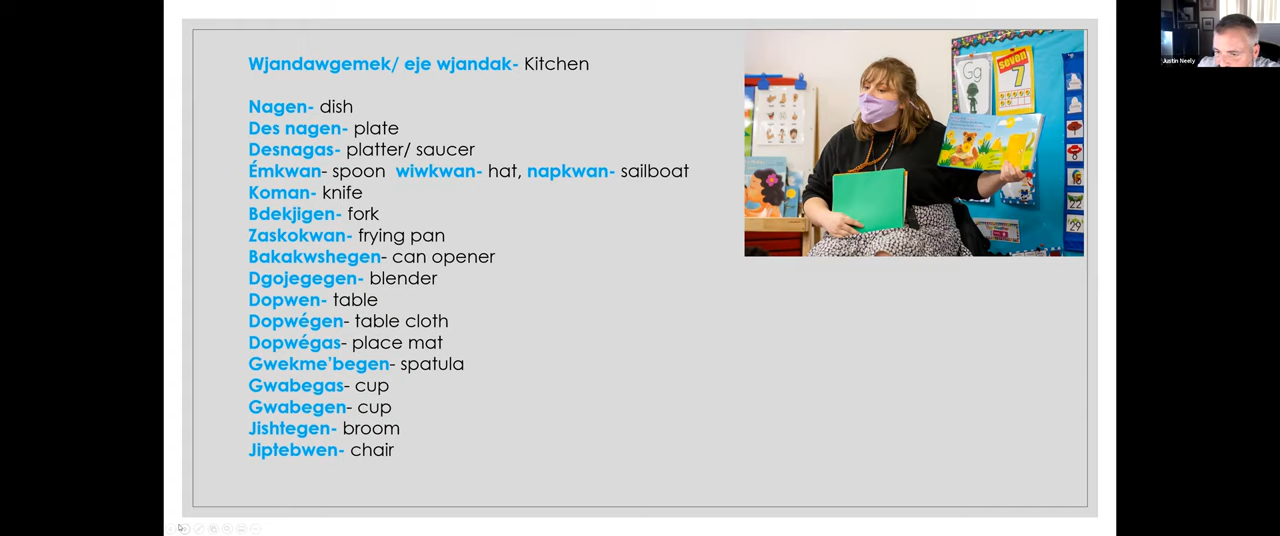 Wjandawgemek/ eje wjandak- Kitchen
Nagen- dish
Des nagen- plate
Desnagas- platter/ saucer
Émkwan- spoon wiwkwan- hat, napkwan- sailboat
Koman- knife
Bdekjigen- fork
Zaskokwan- frying pan
Bakakwshegen- can opener
Dgojegegen- blender
Dopwen- table
Dopwégen- table cloth
Dopwégas- place mat
Gwekme'begen- spatula
Gwabegas- cup
Gwabegen- cup
Jishtegen- broom
Jiptebwen- chair
Gg
seven
7
22
29
Justin Neely